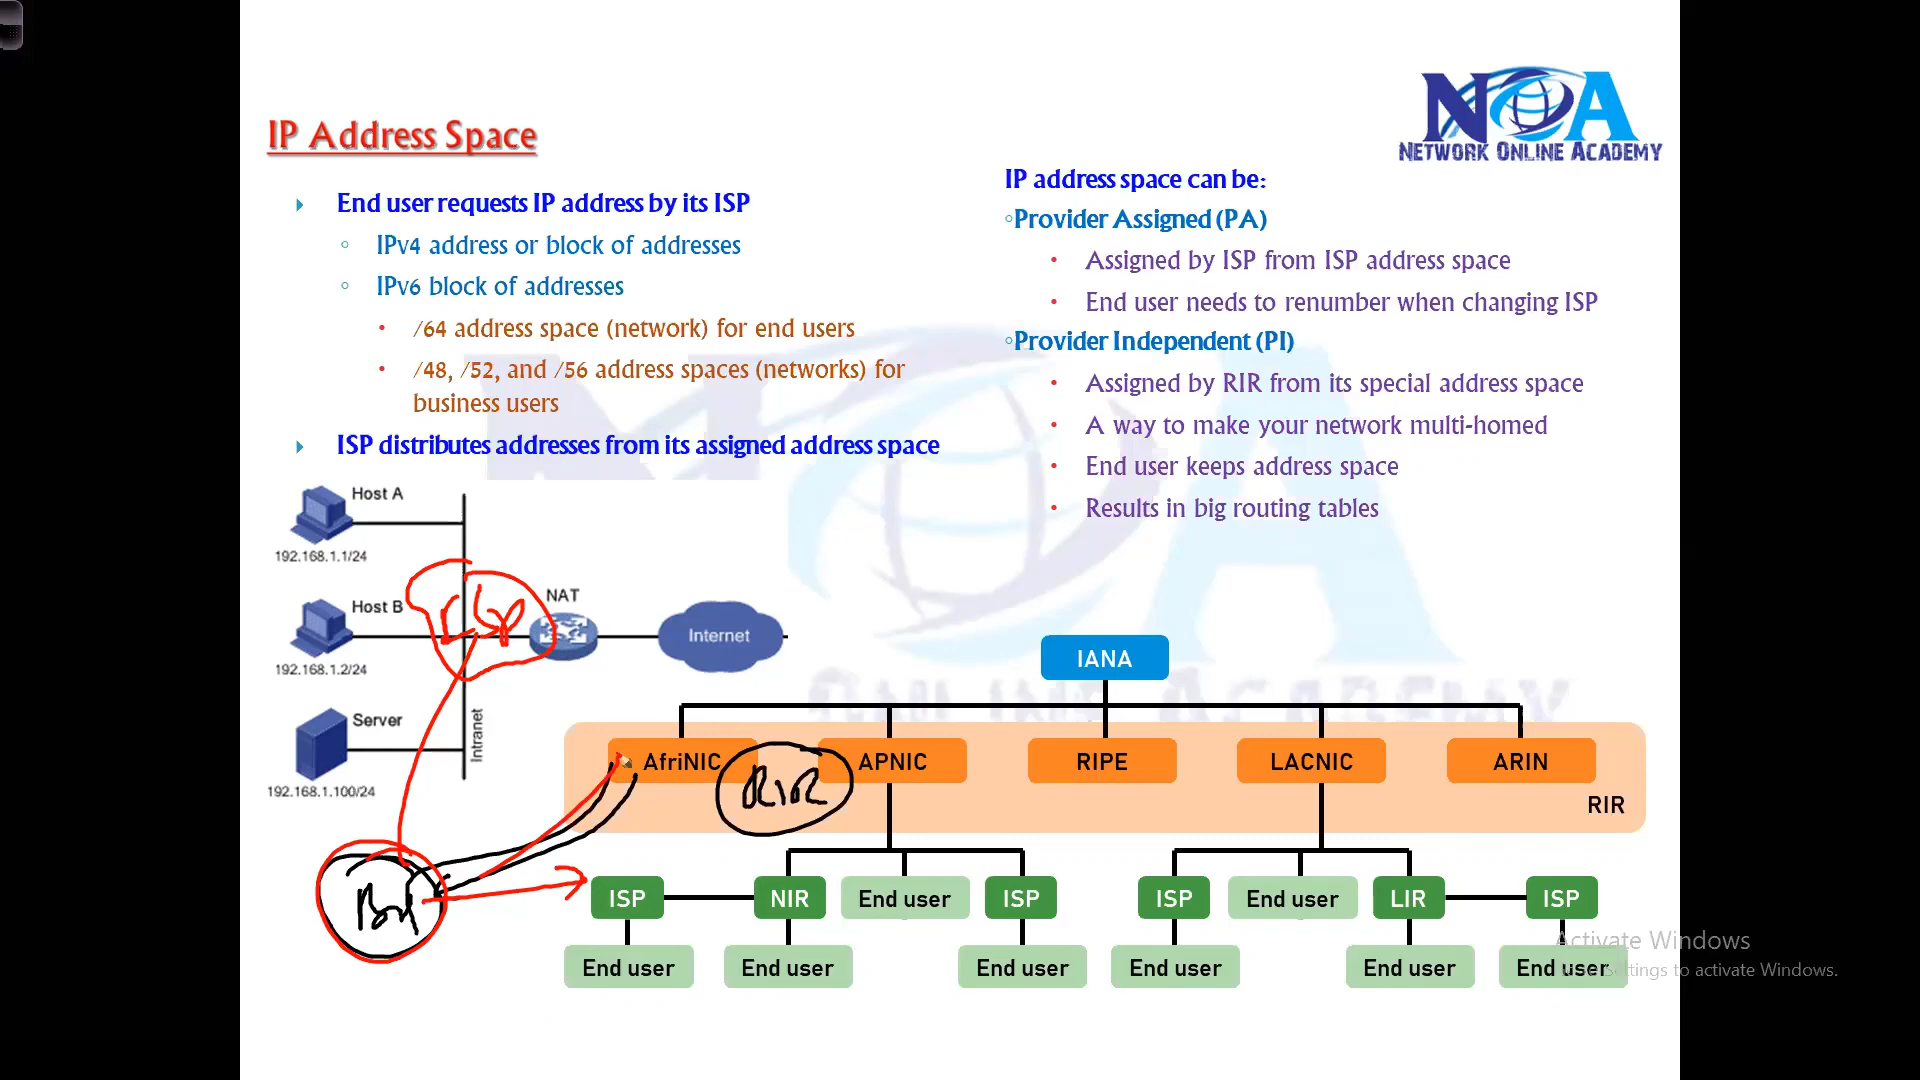 NOA
NETWORK ONLINE ACADEMY
IP Address Space
End user requests IP address by its ISP
IPv4 address or block of addresses
IPv6 block of addresses
/64 address space (network) for end users
/48, /52, and /56 address spaces (networks) for
business users
ISP distributes addresses from its assigned address space
IP address space can be:
Provider Assigned (PA)
Assigned by ISP from ISP address space
End user needs to renumber when changing ISP
Provider Independent (PI)
Assigned by RIR from its special address space
A way to make your network multi-homed
End user keeps address space
Results in big routing tables
Host A
192.168.1.1/24
Host B
192.168.1.2/24
Server
192.168.1.100/24
Intranet
NAT
Internet
ISP
IANA
AfriNIC APNIC RIPE LACNIC ARIN
RIR
RIR
ISP NIR End user ISP ISP End user LIR ISP
End user End user End user End user End user End user
Activate Windows
settings to activate Windows.